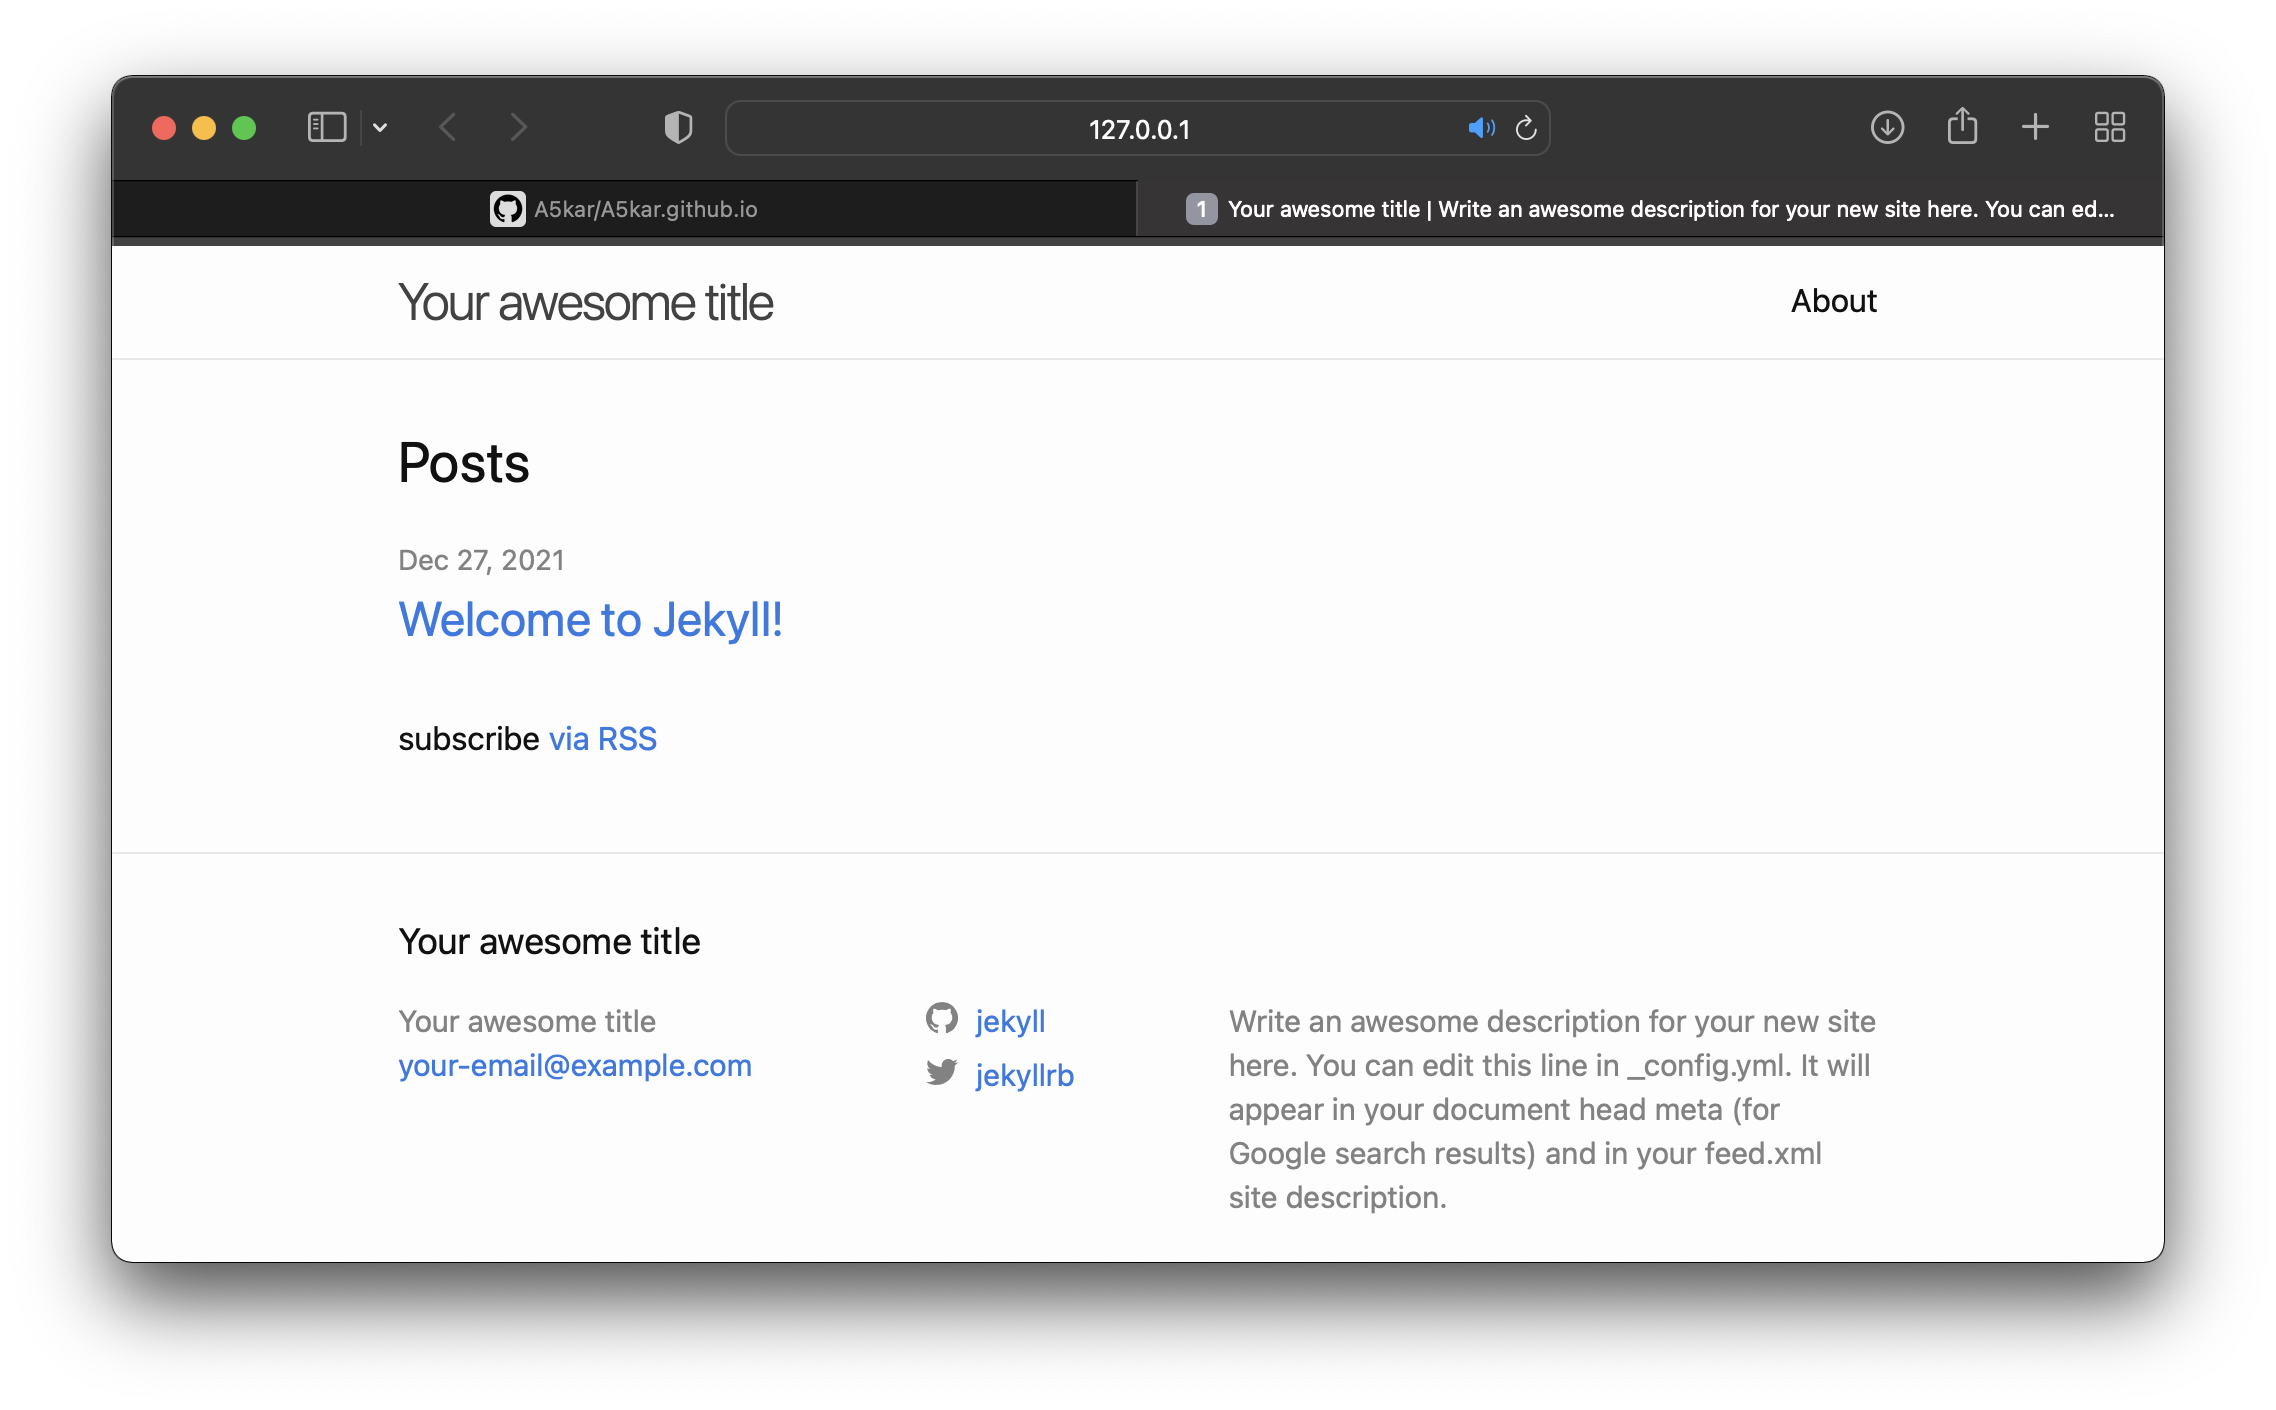 127.0.0.1
A5kar/A5kar.github.io
1 Your awesome title | Write an awesome description for your new site here. You can ed...
Your awesome title
About
Posts
Dec 27, 2021
Welcome to Jekyll!
subscribe via RSS
Your awesome title
Your awesome title
your-email@example.com
jekyll
jekyllrb
Write an awesome description for your new site
here. You can edit this line in _config.yml. It will
appear in your document head meta (for
Google search results) and in your feed.xml
site description.